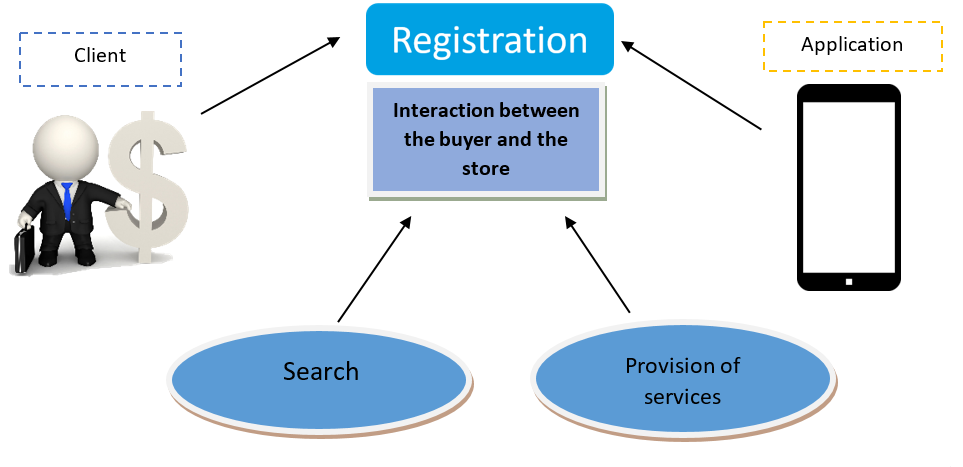 Client
Registration
Application
Interaction between
the buyer and the
store
Search
Provision of
services